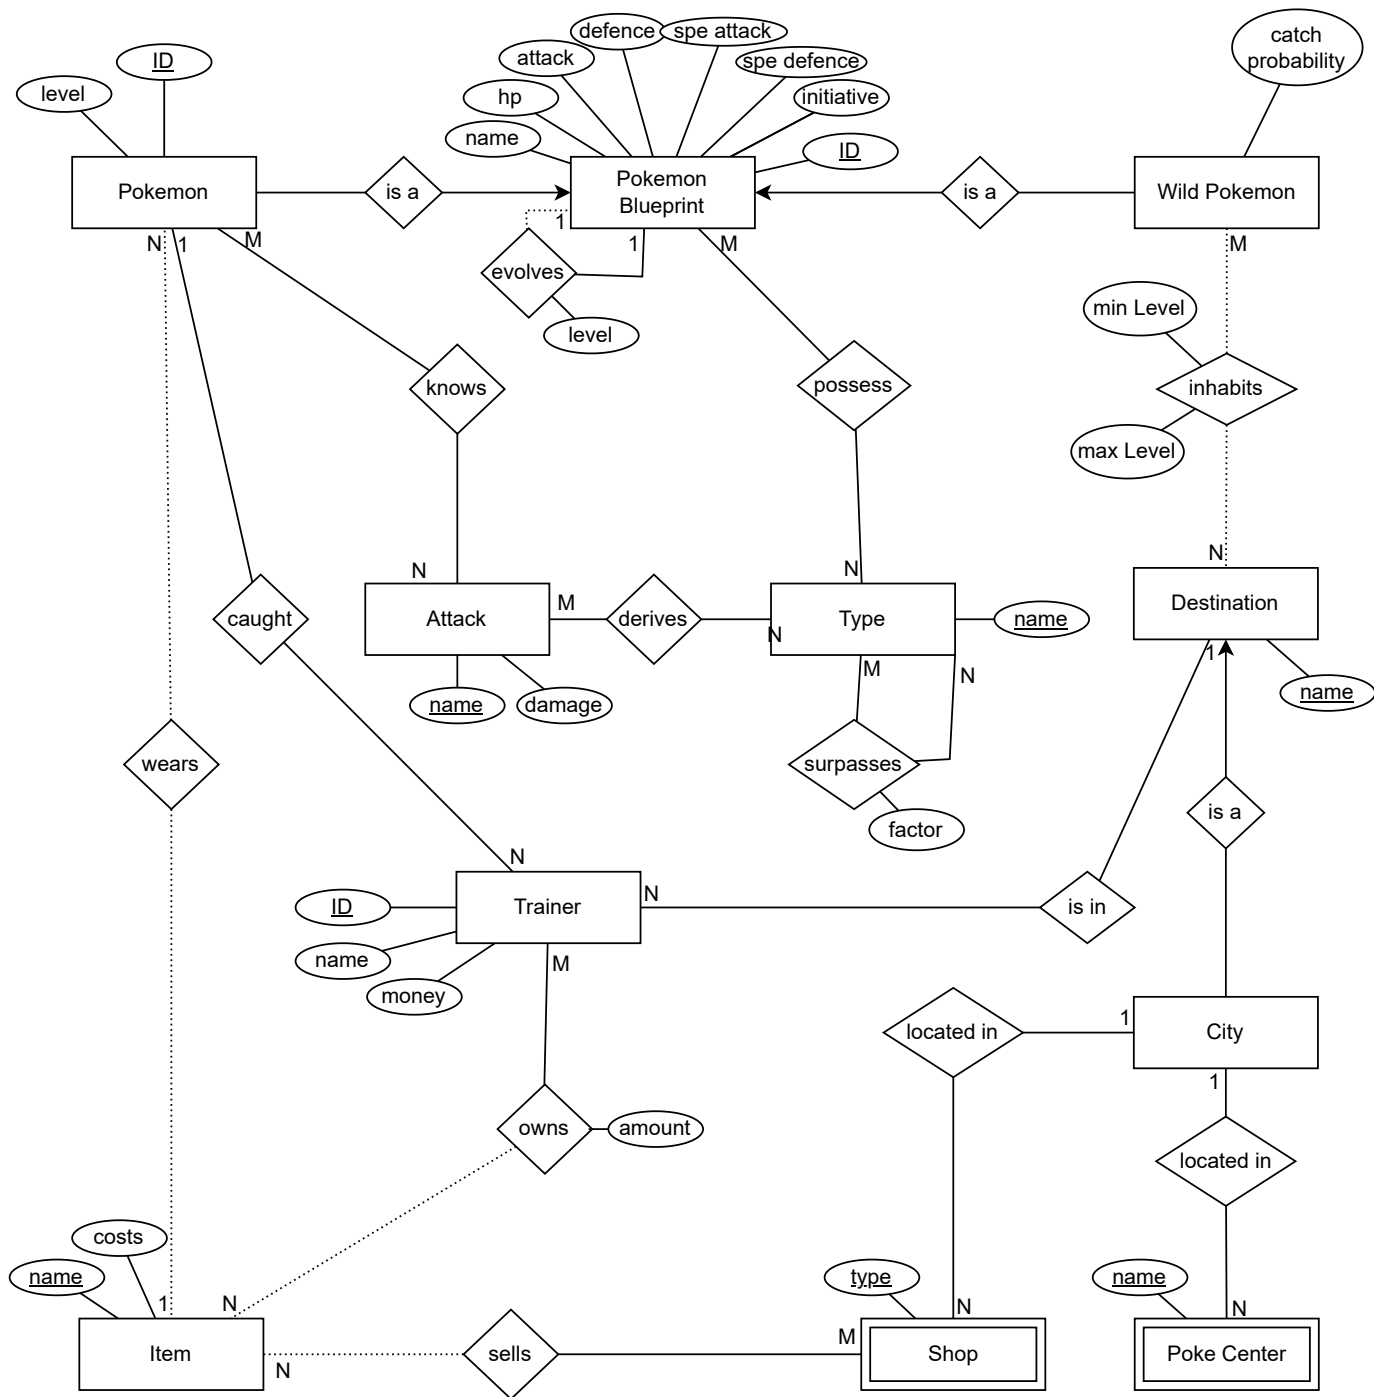 defence
spe attack
catch
probability
ID
attack
spe defence
level
hp
initiative
name
ID
Pokemon
is a
Pokemon
Blueprint
is a
Wild Pokemon
N
1
M
1
1
M
M
evolves
level
min Level
knows
possess
inhabits
max Level
N
N
N
caught
Attack
M
derives
N
Type
name
Destination
1
name
damage
M
N
name
wears
surpasses
factor
is a
N
ID
Trainer
N
is in
name
M
money
located in
1
City
1
owns
amount
located in
costs
name
1
N
type
N
name
N
Item
N
sells
M
Shop
Poke Center